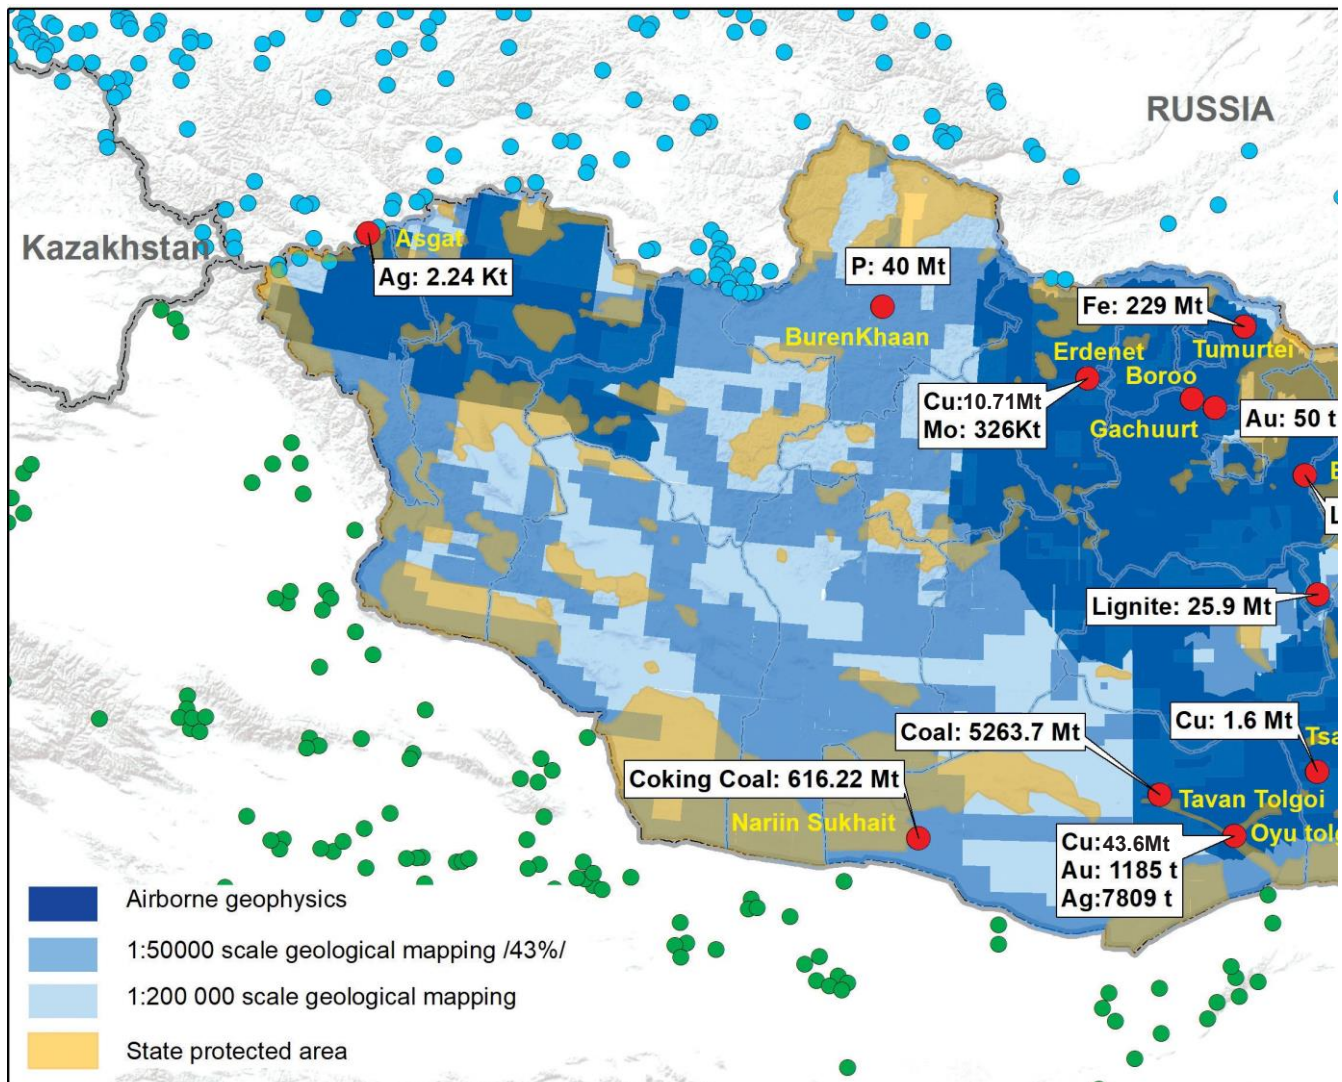 RUSSIA
Kazakhstan
Asgat
Ag: 2.24 Kt
P: 40 Mt
BurenKhaan
Fe: 229 Mt
Tumurtei
Erdenet
Boroo
Cu:10.71Mt
Mo: 326Kt
Gachuurt
Au: 50 t
Lignite: 25.9 Mt
Cu: 1.6 Mt
Tsa
Coal: 5263.7 Mt
Coking Coal: 616.22 Mt
Tavan Tolgoi
Nariin Sukhait
Oyu tolg
Cu:43.6Mt
Au: 1185 t
Ag:7809 t
Airborne geophysics
1:50000 scale geological mapping /43%/
1:200 000 scale geological mapping
State protected area